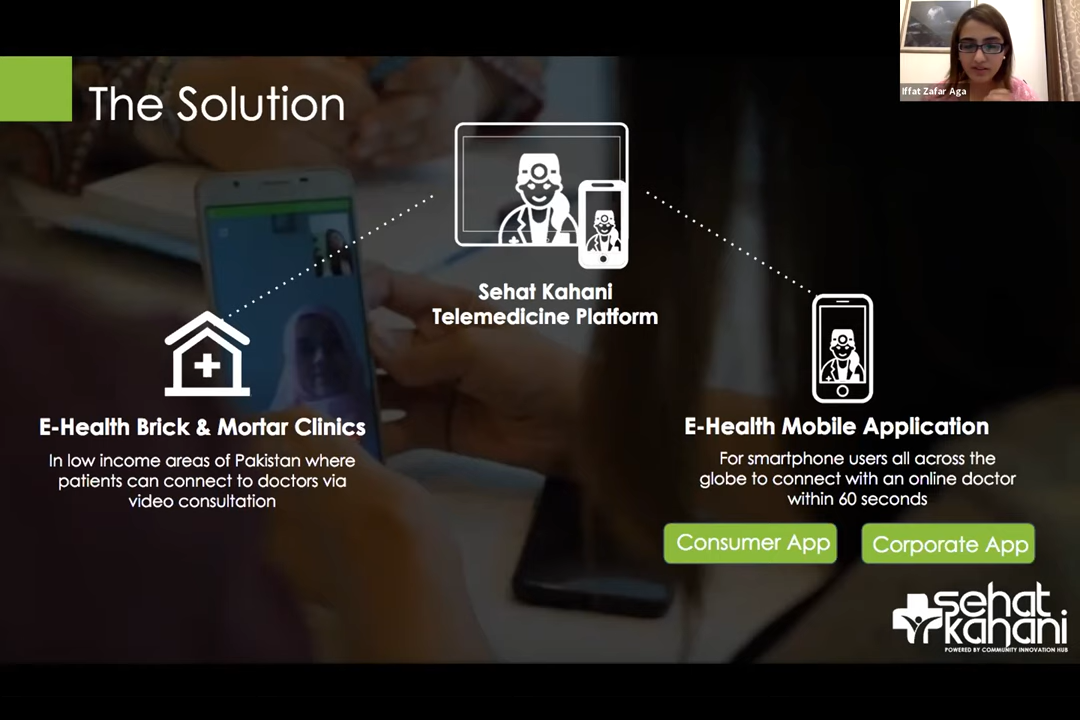 Iffat Zafar Aga
The Solution
Sehat Kahani
Telemedicine Platform
E-Health Brick & Mortar Clinics
In low income areas of Pakistan where
patients can connect to doctors via
video consultation
E-Health Mobile Application
For smartphone users all across the
globe to connect with an online doctor
within 60 seconds
Consumer App
Corporate App
sehat
kahani
POWERED BY COMMUNITY INNOVATION HUB